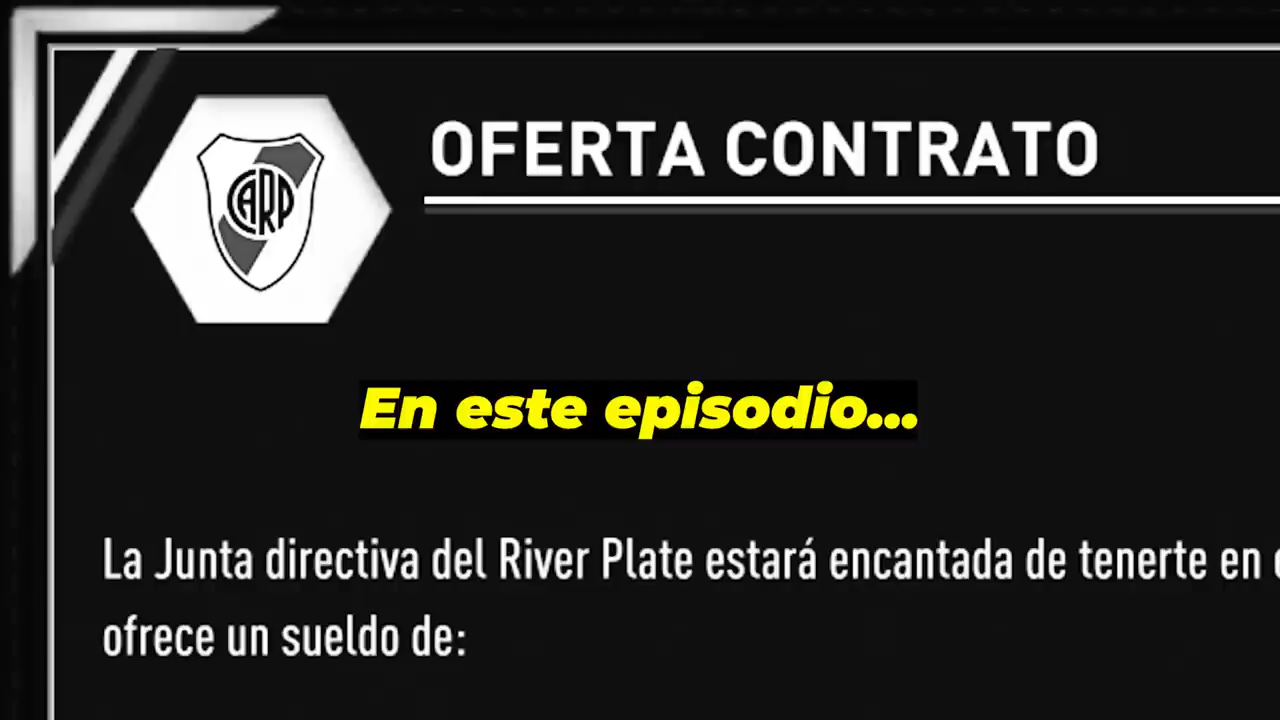 CARP
OFERTA CONTRATO
En este episodio...
La Junta directiva del River Plate estará encantada de tenerte en
ofrece un sueldo de: